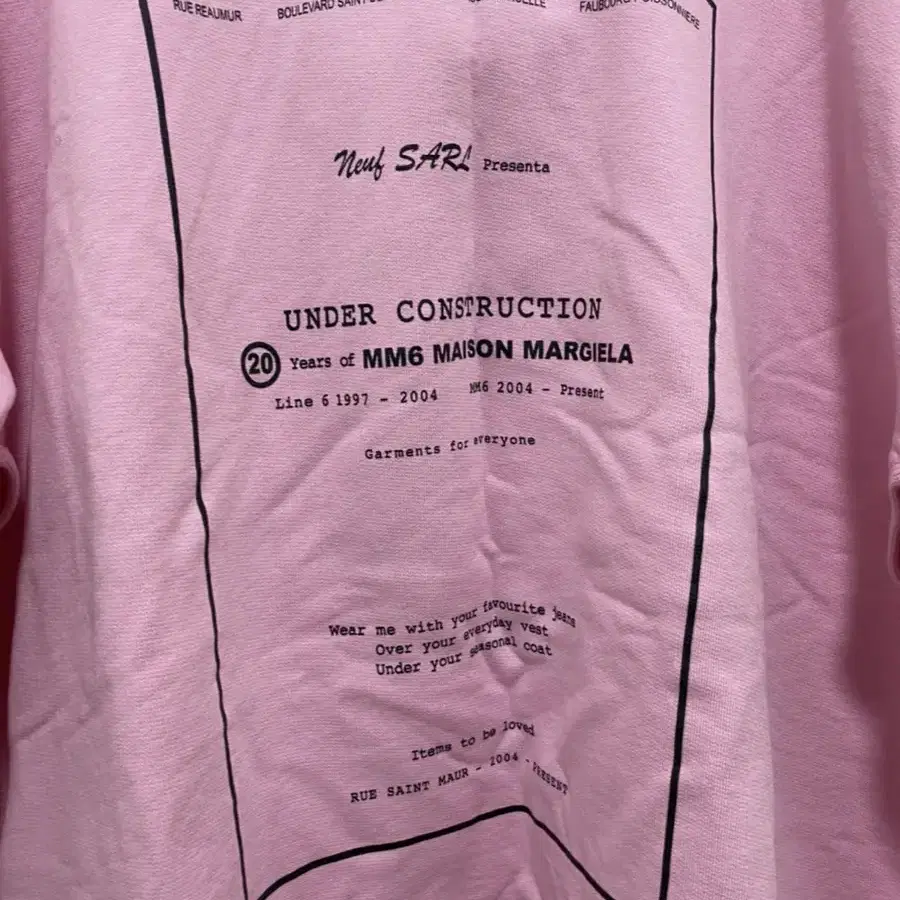 RUE REAUMUR BOULEVARD FAUBOURG
Neuf SARL Presenta
UNDER CONSTRUCTION
20 Years of MM6 MAISON MARGIELA
Line 6 1997 - 2004 MM6 2004 - Present
Garments for everyone
Wear me with your favourite jeans
Over your everyday vest
Under your seasonal coat
Items to be loved
RUE SAINT MAUR - 2004 - PRESENT